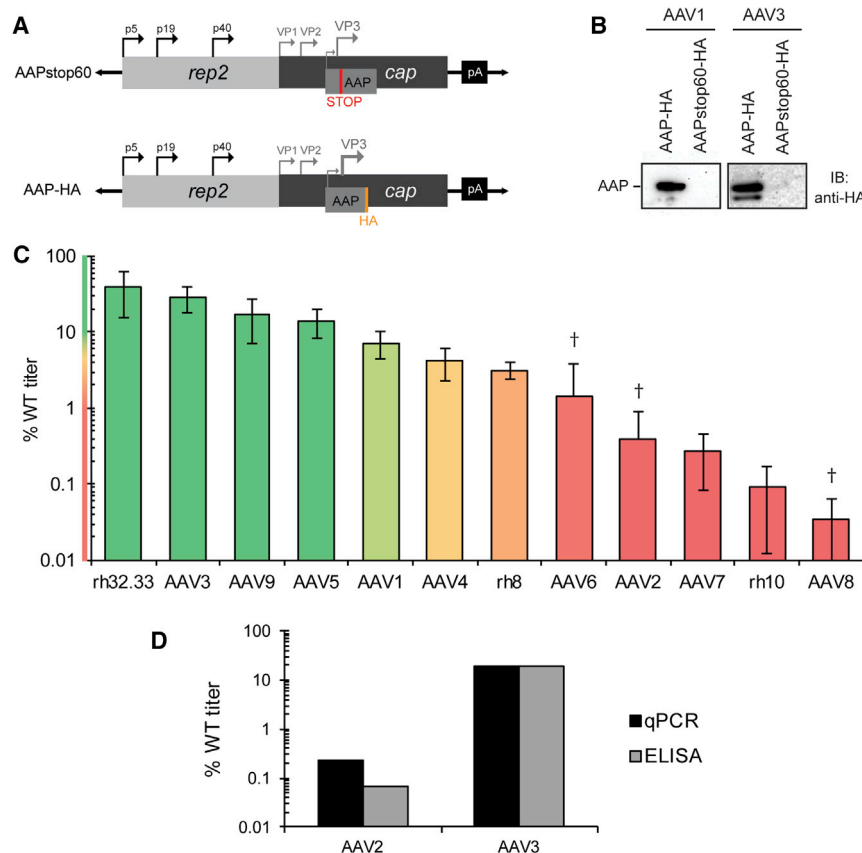 A
p5 p19 p40 VP1 VP2 VP3
AAPstop60 rep2 cap pA
AAP
STOP
p5 p19 p40 VP1 VP2 VP3
AAP-HA rep2 cap pA
AAP
HA
B
AAV1 AAV3
AAP-HA AAPstop60-HA AAP-HA AAPstop60-HA
AAP
IB:
anti-HA
C
% WT titer
100
10
1
0.1
0.01
† † †
rh32.33 AAV3 AAV9 AAV5 AAV1 AAV4 rh8 AAV6 AAV2 AAV7 rh10 AAV8
D
% WT titer
100
10
1
0.1
0.01
AAV2 AAV3
qPCR
ELISA